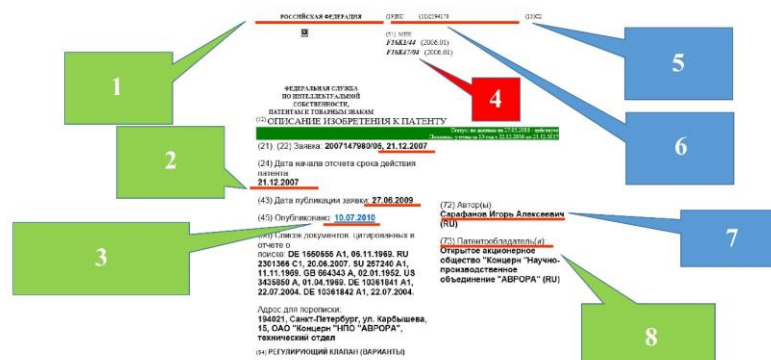 РОССИЙСКАЯ ФЕДЕРАЦИЯ
(19)RU (11)2394178 (13)C2
(51) МПК
F16K1/44 (2006.01)
F16K47/04 (2006.01)
1
5
4
6
ФЕДЕРАЛЬНАЯ СЛУЖБА
ПО ИНТЕЛЛЕКТУАЛЬНОЙ
СОБСТВЕННОСТИ,
ПАТЕНТАМ И ТОВАРНЫМ ЗНАКАМ
(12) ОПИСАНИЕ ИЗОБРЕТЕНИЯ К ПАТЕНТУ
(21), (22) Заявка: 2007147980/06, 21.12.2007
2
(24) Дата начала отсчета срока действия
патента
21.12.2007
(43) Дата публикации заявки: 27.06.2009
(45) Опубликовано: 10.07.2010
Список документов, цитированных в
отчете о
поиске: DE 1550555 A1, 06.11.1969. RU
2301366 C1, 20.06.2007. SU 257240 A1,
11.11.1969. GB 664343 A, 02.01.1952. US
3435850 A, 01.04.1969. DE 10361841 A1,
22.07.2004. DE 10361842 A1, 22.07.2004.
3
(72) Автор(ы)
Сарафанов Игорь Алексеевич
(RU)
7
(73) Патентообладатель(и)
Открытое акционерное
общество "Концерн "Научно-
производственное
объединение "АВРОРА" (RU)
8
Адрес для переписки:
194021, Санкт-Петербург, ул. Карбышева,
15, ОАО "Концерн "НПО "АВРОРА",
технический отдел
(54) РЕГУЛИРУЮЩИЙ КЛАПАН (ВАРИАНТЫ)